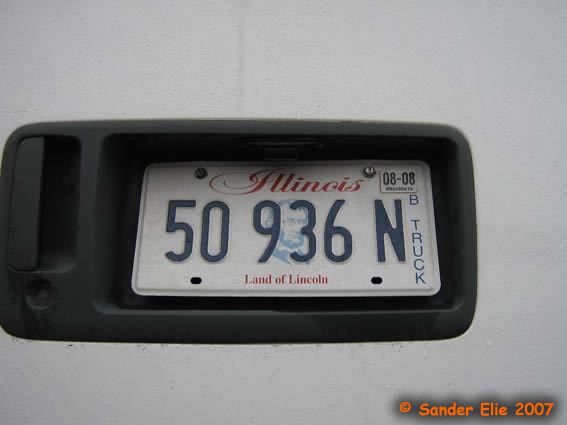 Illinois
08-08
50 936 N
B TRUCK
Land of Lincoln
© Sander Elie 2007